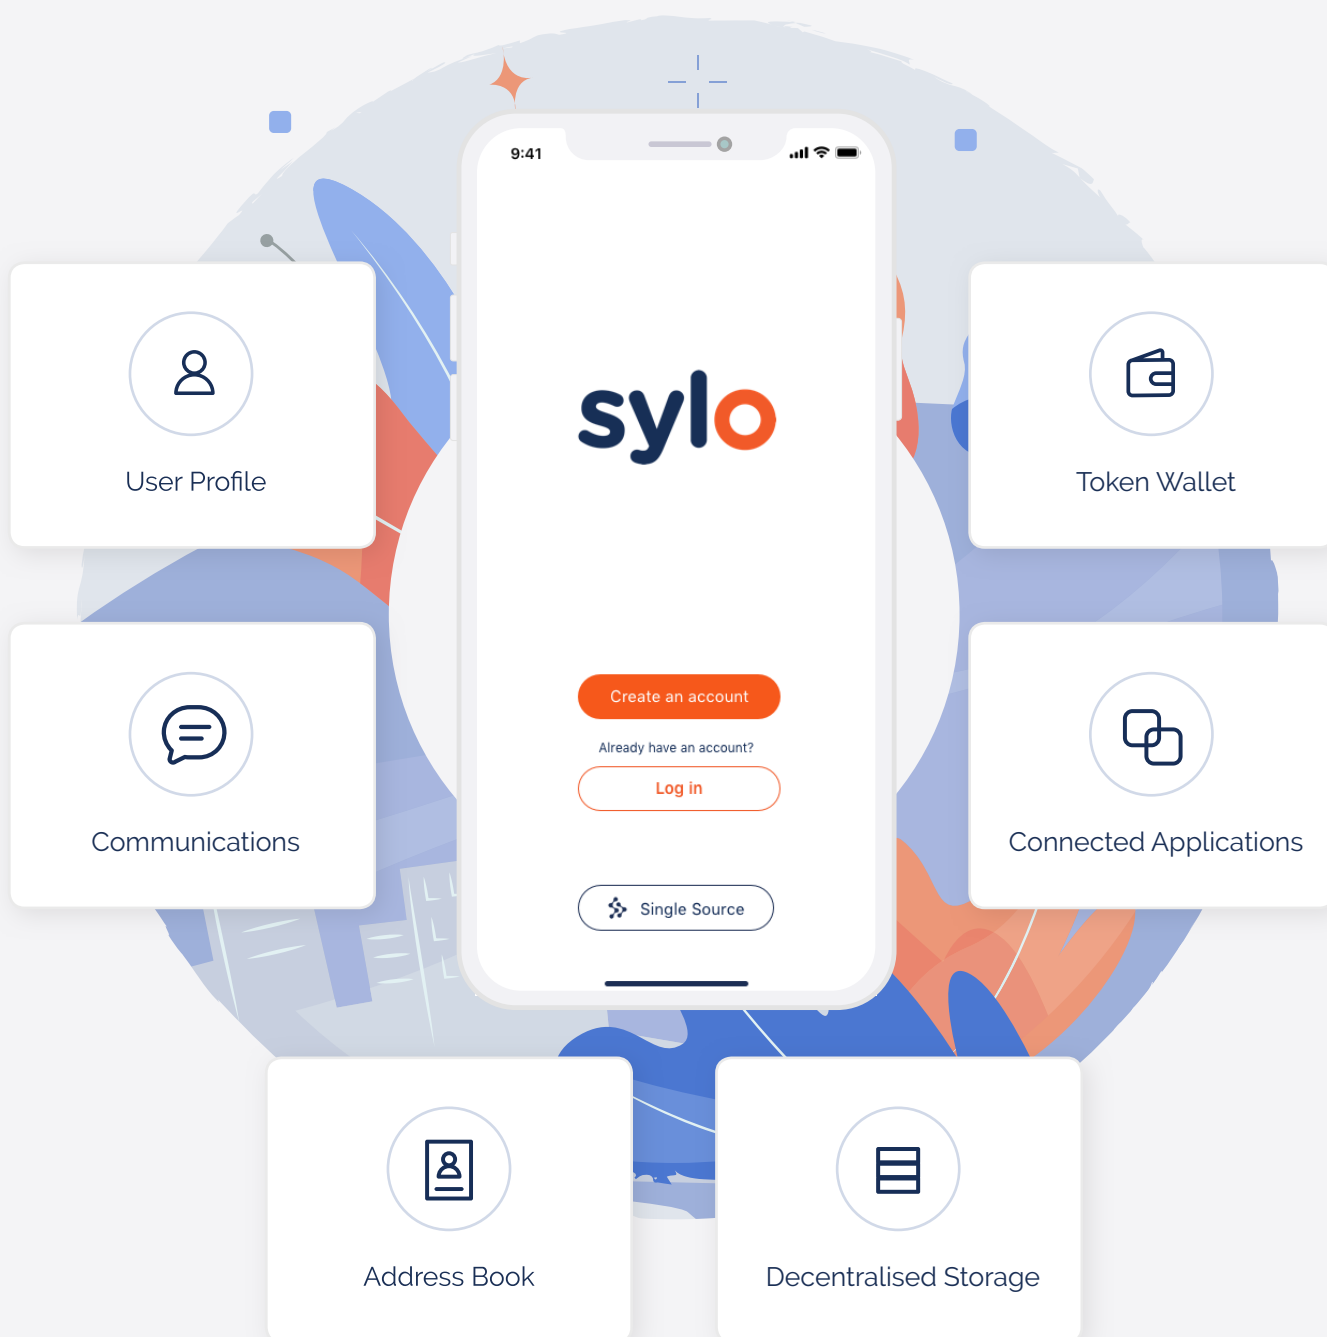 9:41
sylo
User Profile
Token Wallet
Create an account
Already have an account?
Log in
Communications
Connected Applications
Single Source
Address Book
Decentralised Storage